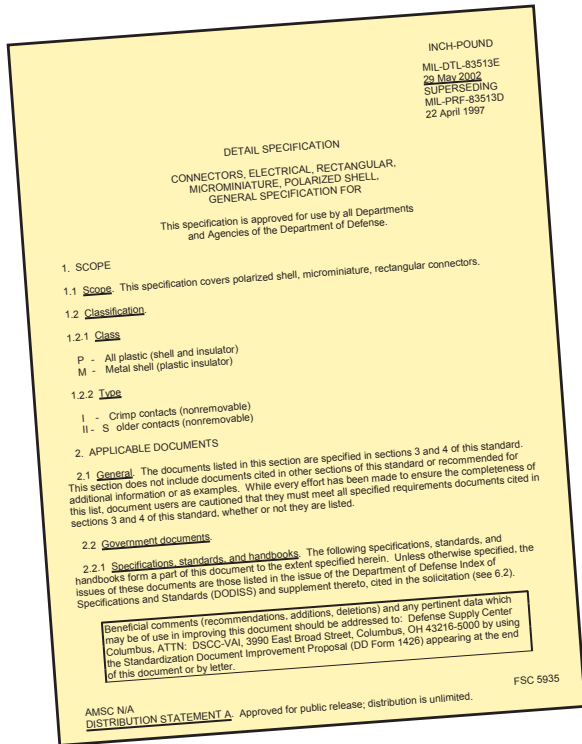 INCH-POUND
MIL-DTL-83513E
29 May 2002
SUPERSEDING
MIL-PRF-83513D
22 April 1997
DETAIL SPECIFICATION
CONNECTORS, ELECTRICAL, RECTANGULAR,
MICROMINIATURE, POLARIZED SHELL,
GENERAL SPECIFICATION FOR
This specification is approved for use by all Departments
and Agencies of the Department of Defense.
1. SCOPE
1.1 Scope. This specification covers polarized shell, microminiature, rectangular connectors.
1.2 Classification.
1.2.1 Class
P - All plastic (shell and insulator)
M - Metal shell (plastic insulator)
1.2.2 Type
I - Crimp contacts (nonremovable)
II - S older contacts (nonremovable)
2. APPLICABLE DOCUMENTS
2.1 General. The documents listed in this section are specified in sections 3 and 4 of this standard.
This section does not include documents cited in other sections of this standard or recommended for
additional information or as examples. While every effort has been made to ensure the completeness of
this list, document users are cautioned that they must meet all specified requirements documents cited in
sections 3 and 4 of this standard, whether or not they are listed.
2.2 Government documents.
2.2.1 Specifications, standards, and handbooks. The following specifications, standards, and
handbooks form a part of this document to the extent specified herein. Unless otherwise specified, the
issues of these documents are those listed in the issue of the Department of Defense Index of
Specifications and Standards (DODISS) and supplement thereto, cited in the solicitation (see 6.2).
Beneficial comments (recommendations, additions, deletions) and any pertinent data which
may be of use in improving this document should be addressed to: Defense Supply Center
Columbus, ATTN: DSCC-VAI, 3990 East Broad Street, Columbus, OH 43216-5000 by using
the Standardization Document Improvement Proposal (DD Form 1426) appearing at the end
of this document or by letter.
AMSC N/A
FSC 5935
DISTRIBUTION STATEMENT A. Approved for public release; distribution is unlimited.